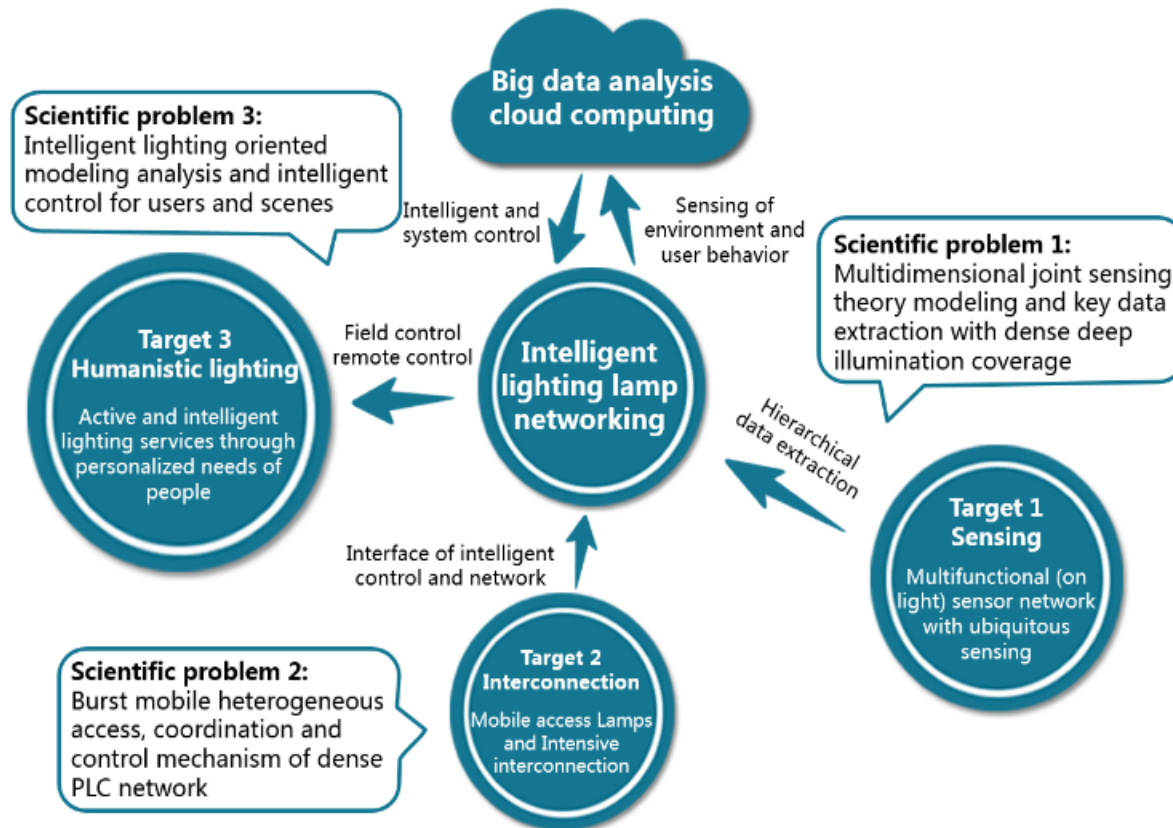 Big data analysis
cloud computing
Scientific problem 3:
Intelligent lighting oriented
modeling analysis and intelligent
control for users and scenes
Intelligent and
system control
Sensing of
environment and
user behavior
Scientific problem 1:
Multidimensional joint sensing
theory modeling and key data
extraction with dense deep
illumination coverage
Target 3
Humanistic lighting
Active and intelligent
lighting services through
personalized needs of
people
Field control
remote control
Intelligent
lighting lamp
networking
Hierarchical
data extraction
Target 1
Sensing
Multifunctional (on
light) sensor network
with ubiquitous
sensing
Interface of intelligent
control and network
Scientific problem 2:
Burst mobile heterogeneous
access, coordination and
control mechanism of dense
PLC network
Target 2
Interconnection
Mobile access Lamps
and Intensive
interconnection